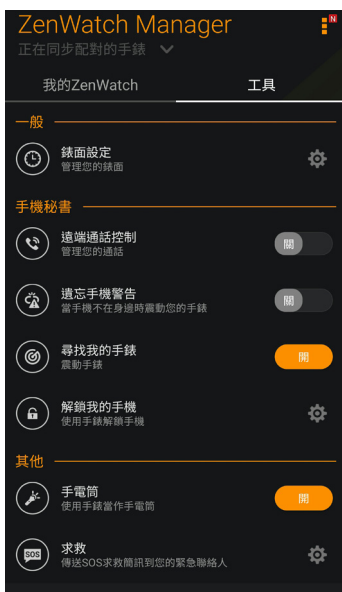 ZenWatch Manager
N
正在同步配對的手錶
我的ZenWatch
工具
一般
錶面設定
管理您的錶面
手機秘書
遠端通話控制
管理您的通話
關
遺忘手機警告
當手機不在身邊時震動您的手錶
關
尋找我的手錶
震動手錶
開
解鎖我的手機
使用手錶解鎖手機
其他
手電筒
使用手錶當作手電筒
開
SOS
求救
傳送SOS求救簡訊到您的緊急聯絡人